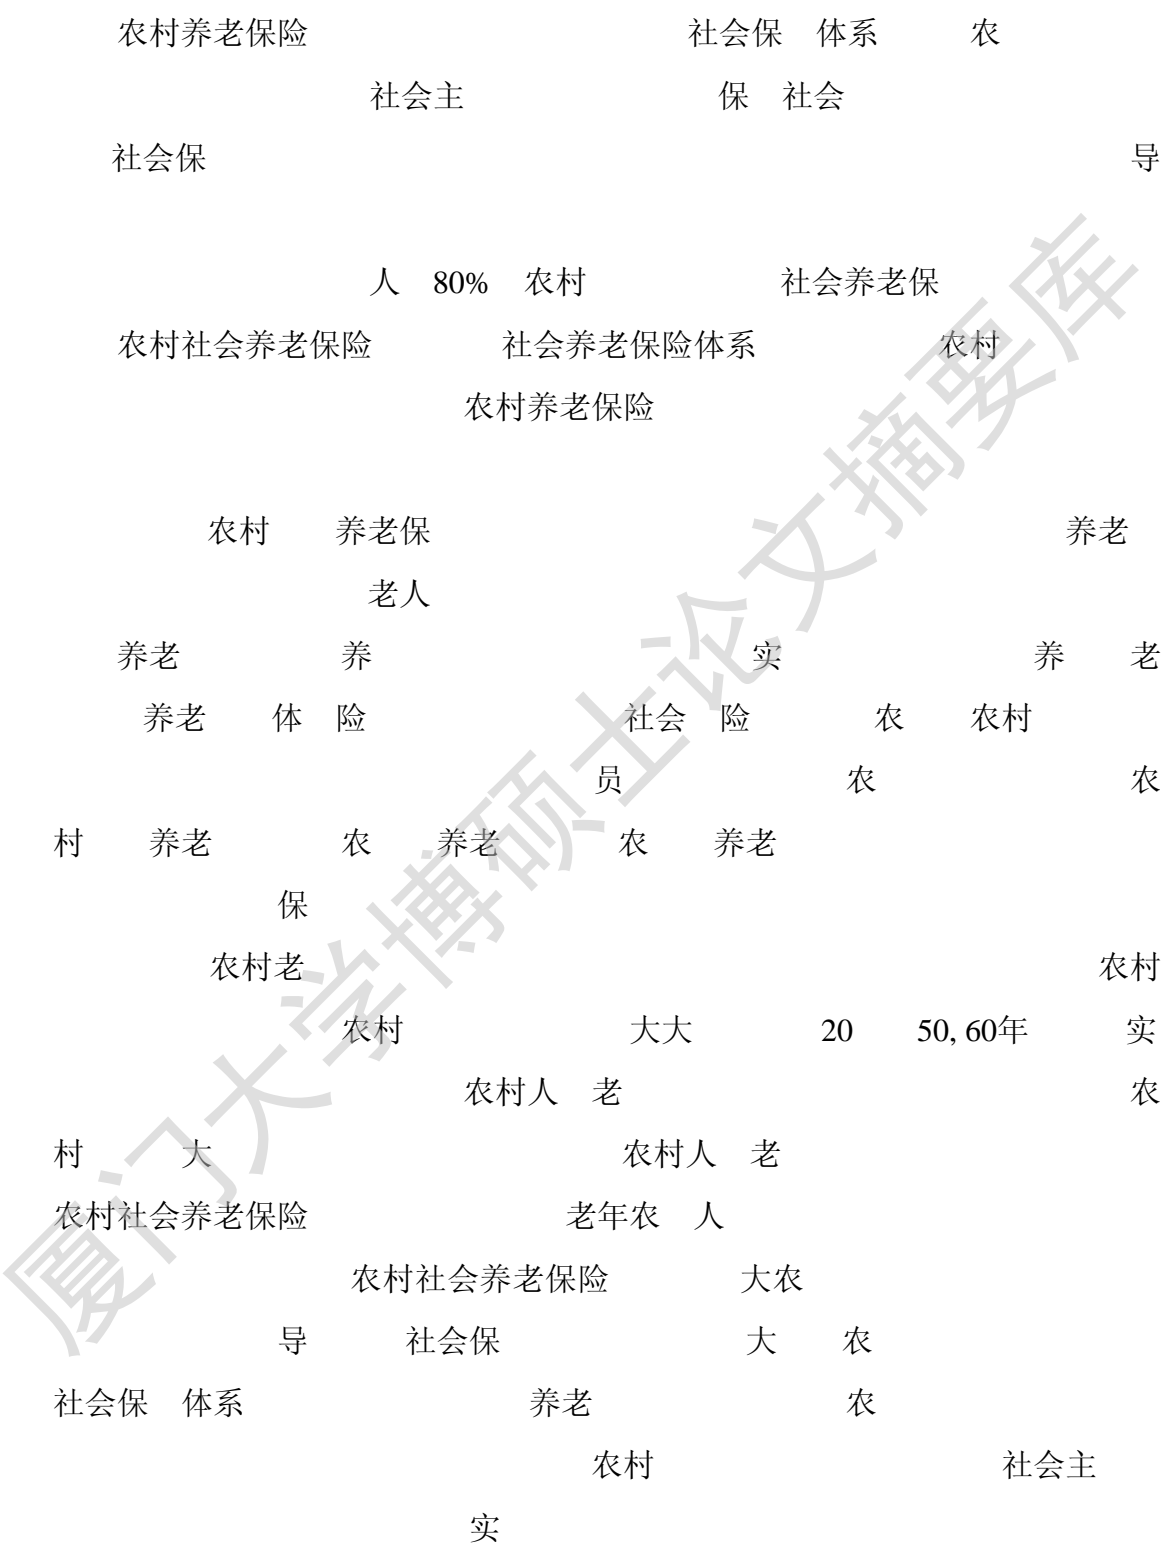 农村养老保险 社会保 体系 农
社会主 保 社会
社会保 导
人 80% 农村 社会养老保
农村社会养老保险 社会养老保险体系 农村
农村养老保险
农村 养老保 养老
老人
养老 养 实 养 老
养老 体 险 社会 险 农 农村
员 农 农
村 养老 农 养老 农 养老
保
农村老 农村
农村 大大 20 50, 60年 实
农村人 老 农
村 大 农村人 老
农村社会养老保险 老年农 人
农村社会养老保险 大农
导 社会保 大 农
社会保 体系 养老 农
农村 社会主
实
厦门大学博硕士论文摘要库